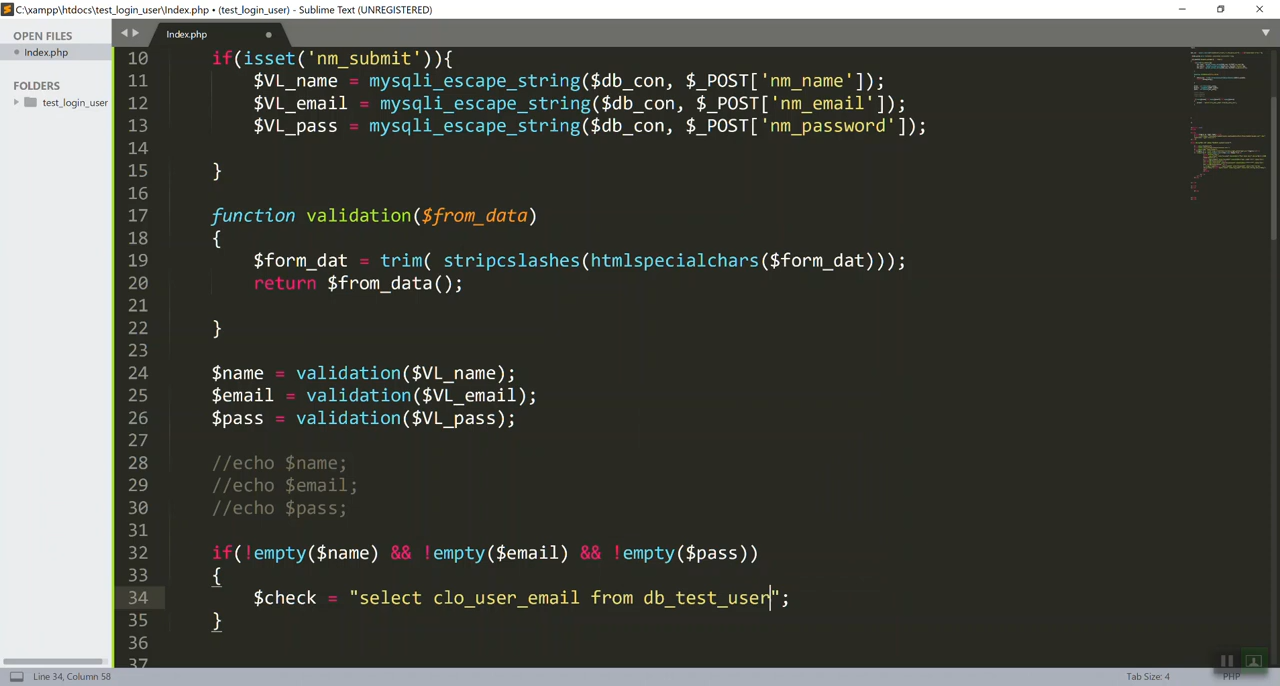 C:\xampp\htdocs\test_login_user\Index.php • (test_login_user) - Sublime Text (UNREGISTERED)
OPEN FILES
Index.php
FOLDERS
test_login_user
Index.php
10 if(isset('nm_submit')){
11 $VL_name = mysqli_escape_string($db_con, $_POST['nm_name']);
12 $VL_email = mysqli_escape_string($db_con, $_POST['nm_email']);
13 $VL_pass = mysqli_escape_string($db_con, $_POST['nm_password']);
14
15 }
16
17 function validation($from_data)
18 {
19 $form_dat = trim( stripcslashes(htmlspecialchars($form_dat)));
20 return $from_data();
21
22 }
23
24 $name = validation($VL_name);
25 $email = validation($VL_email);
26 $pass = validation($VL_pass);
27
28 //echo $name;
29 //echo $email;
30 //echo $pass;
31
32 if(!empty($name) && !empty($email) && !empty($pass))
33 {
34 $check = "select clo_user_email from db_test_user";
35 }
36
37
Line 34, Column 58
Tab Size: 4
PHP